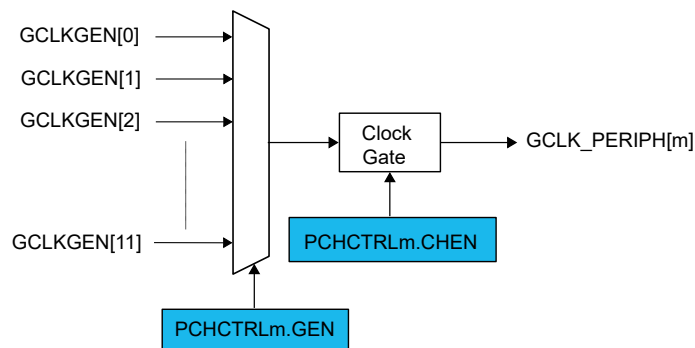 GCLKGEN[0]
GCLKGEN[1]
GCLKGEN[2]
GCLKGEN[11]
Clock
Gate
GCLK_PERIPH[m]
PCHCTRLm.CHEN
PCHCTRLm.GEN